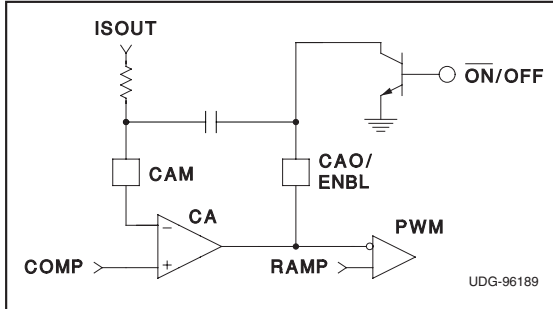 ISOUT
ON/OFF
CAM
CAO/
ENBL
CA
−
+
PWM
COMP
RAMP
UDG-96189